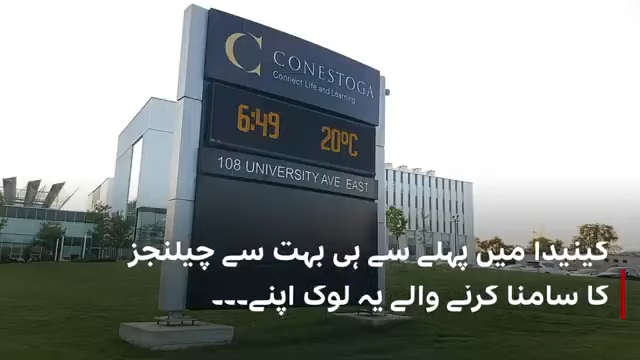 CONESTOGA
Connect Life and Learning
6:49
20°C
108 UNIVERSITY AVE. EAST
کینیڈا میں پہلے سے ہی بہت سے چیلنجز
کا سامنا کرنے والے یہ لوگ اپنے۔۔۔